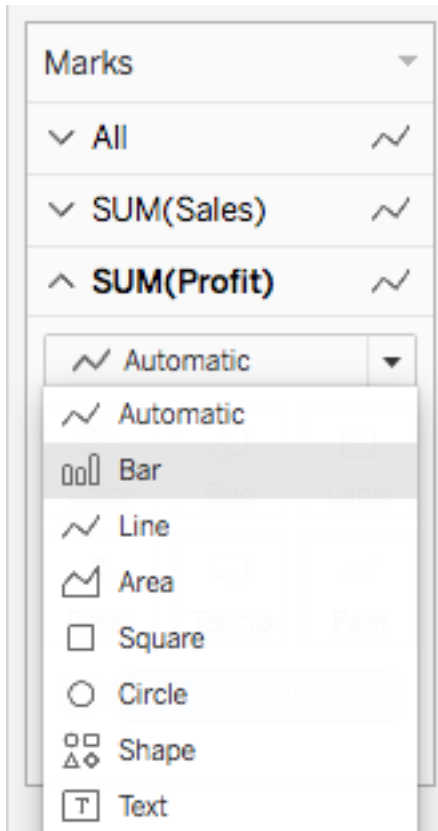 Marks
All
SUM(Sales)
SUM(Profit)
Automatic
Automatic
Bar
Line
Area
Square
Circle
Shape
T Text